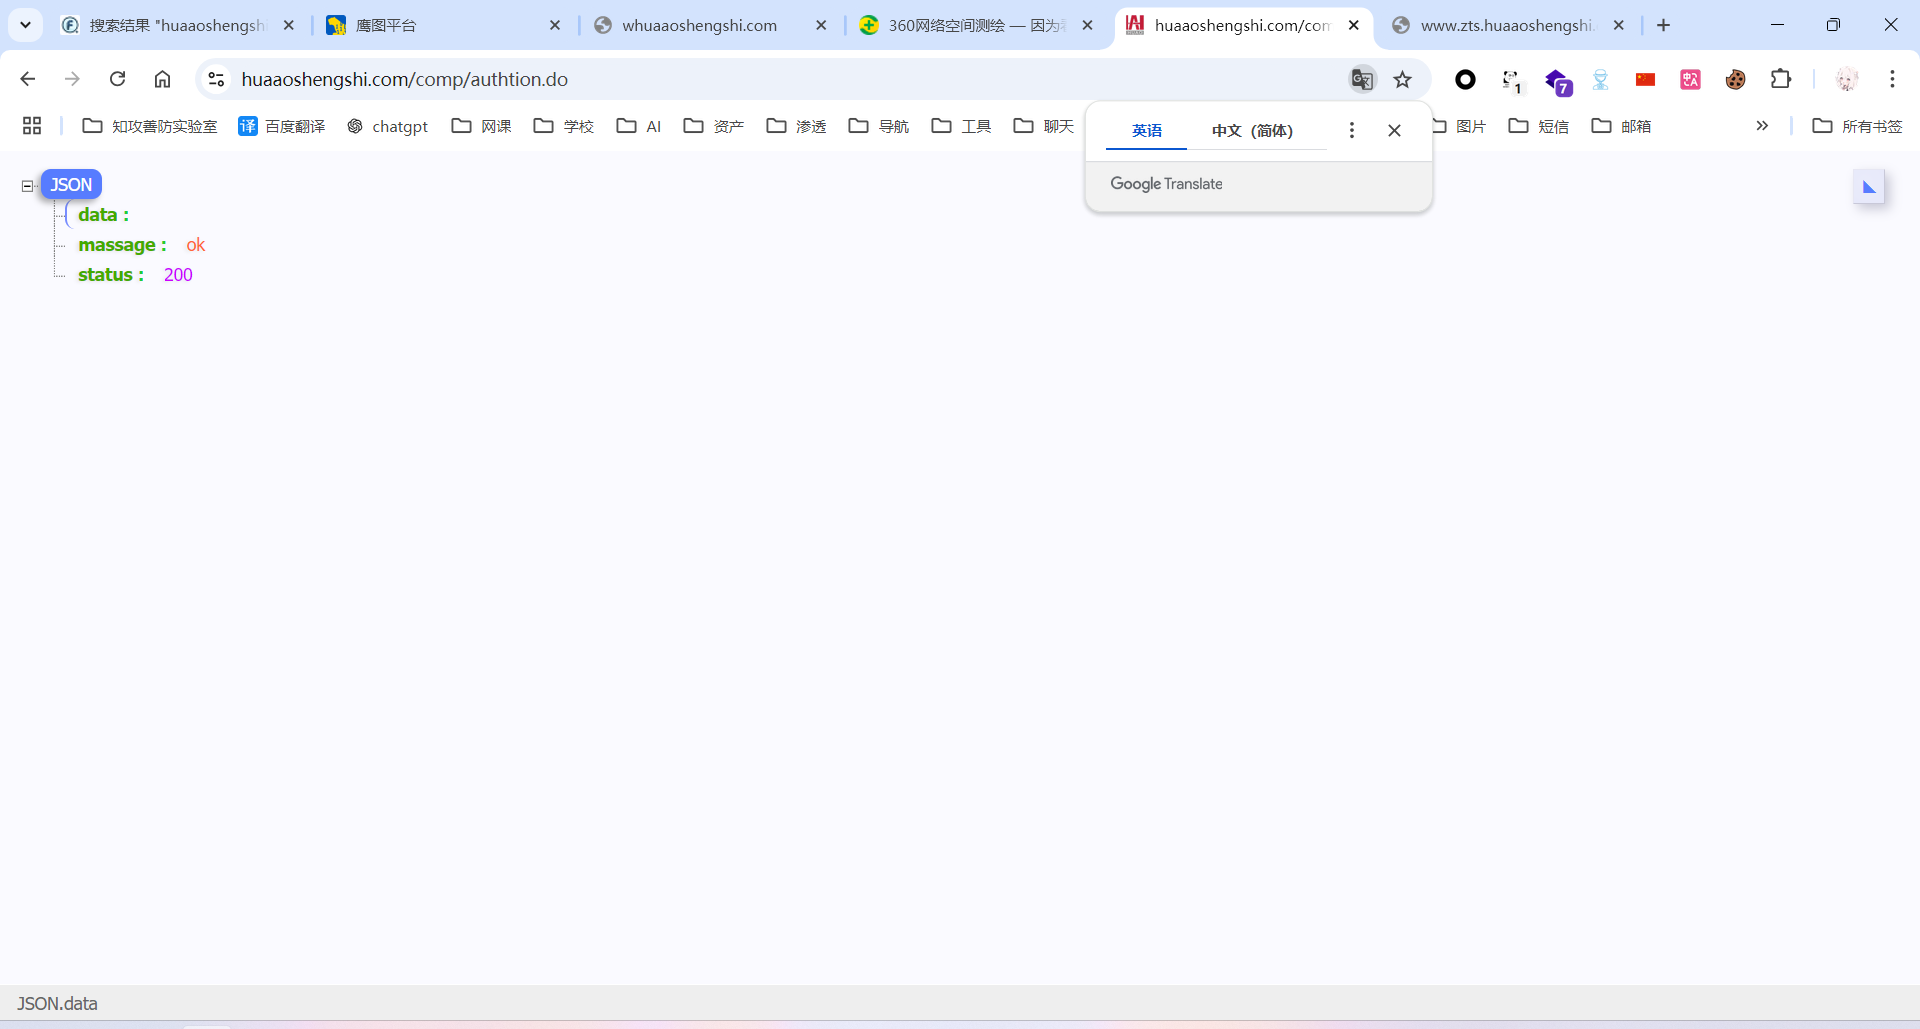 搜索结果 "huaaoshengshi
鹰图平台
whuaaoshengshi.com
360网络空间测绘 — 因为
huaaoshengshi.com/com
www.zts.huaaoshengshi.
huaaoshengshi.com/comp/authtion.do
1
7
知攻善防实验室
译 百度翻译
chatgpt
网课
学校
AI
资产
渗透
导航
工具
聊天
图片
短信
邮箱
所有书签
英语
中文（简体）
Google Translate
JSON
data :
massage : ok
status : 200
JSON.data